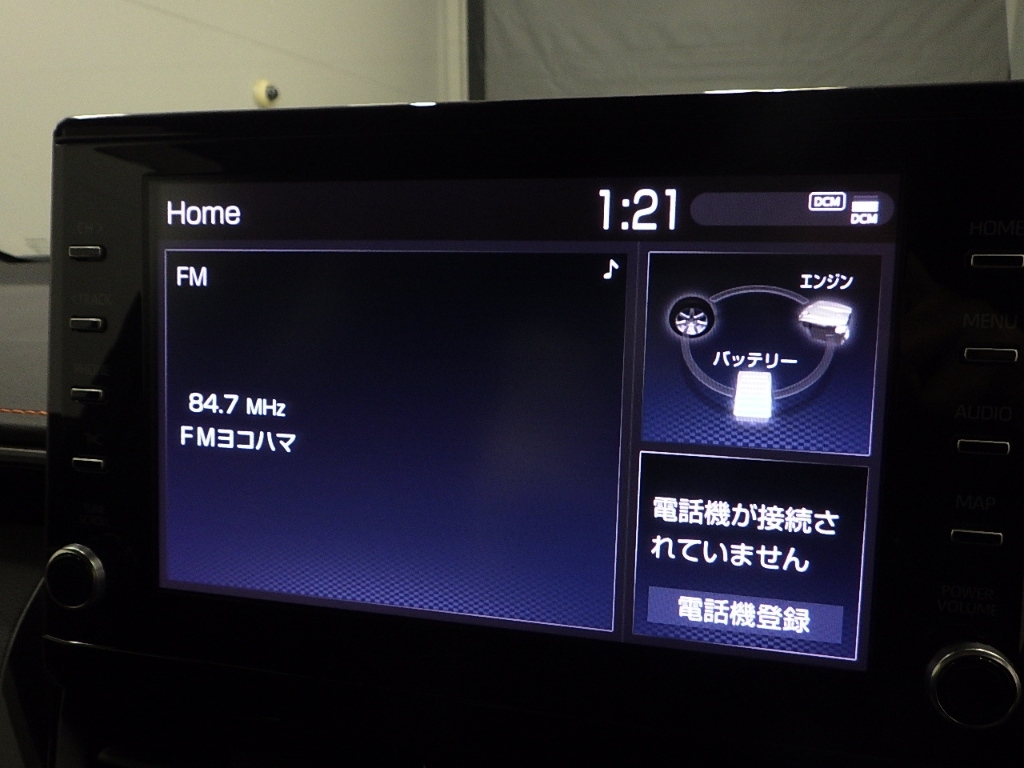 Home
1:21
DCM
DCM
FM
♪
84.7 MHz
FMヨコハマ
エンジン
バッテリー
電話機が接続さ
れていません
電話機登録
CH >
< TRACK
HOME
MENU
AUDIO
MAP
POWER
VOLUME